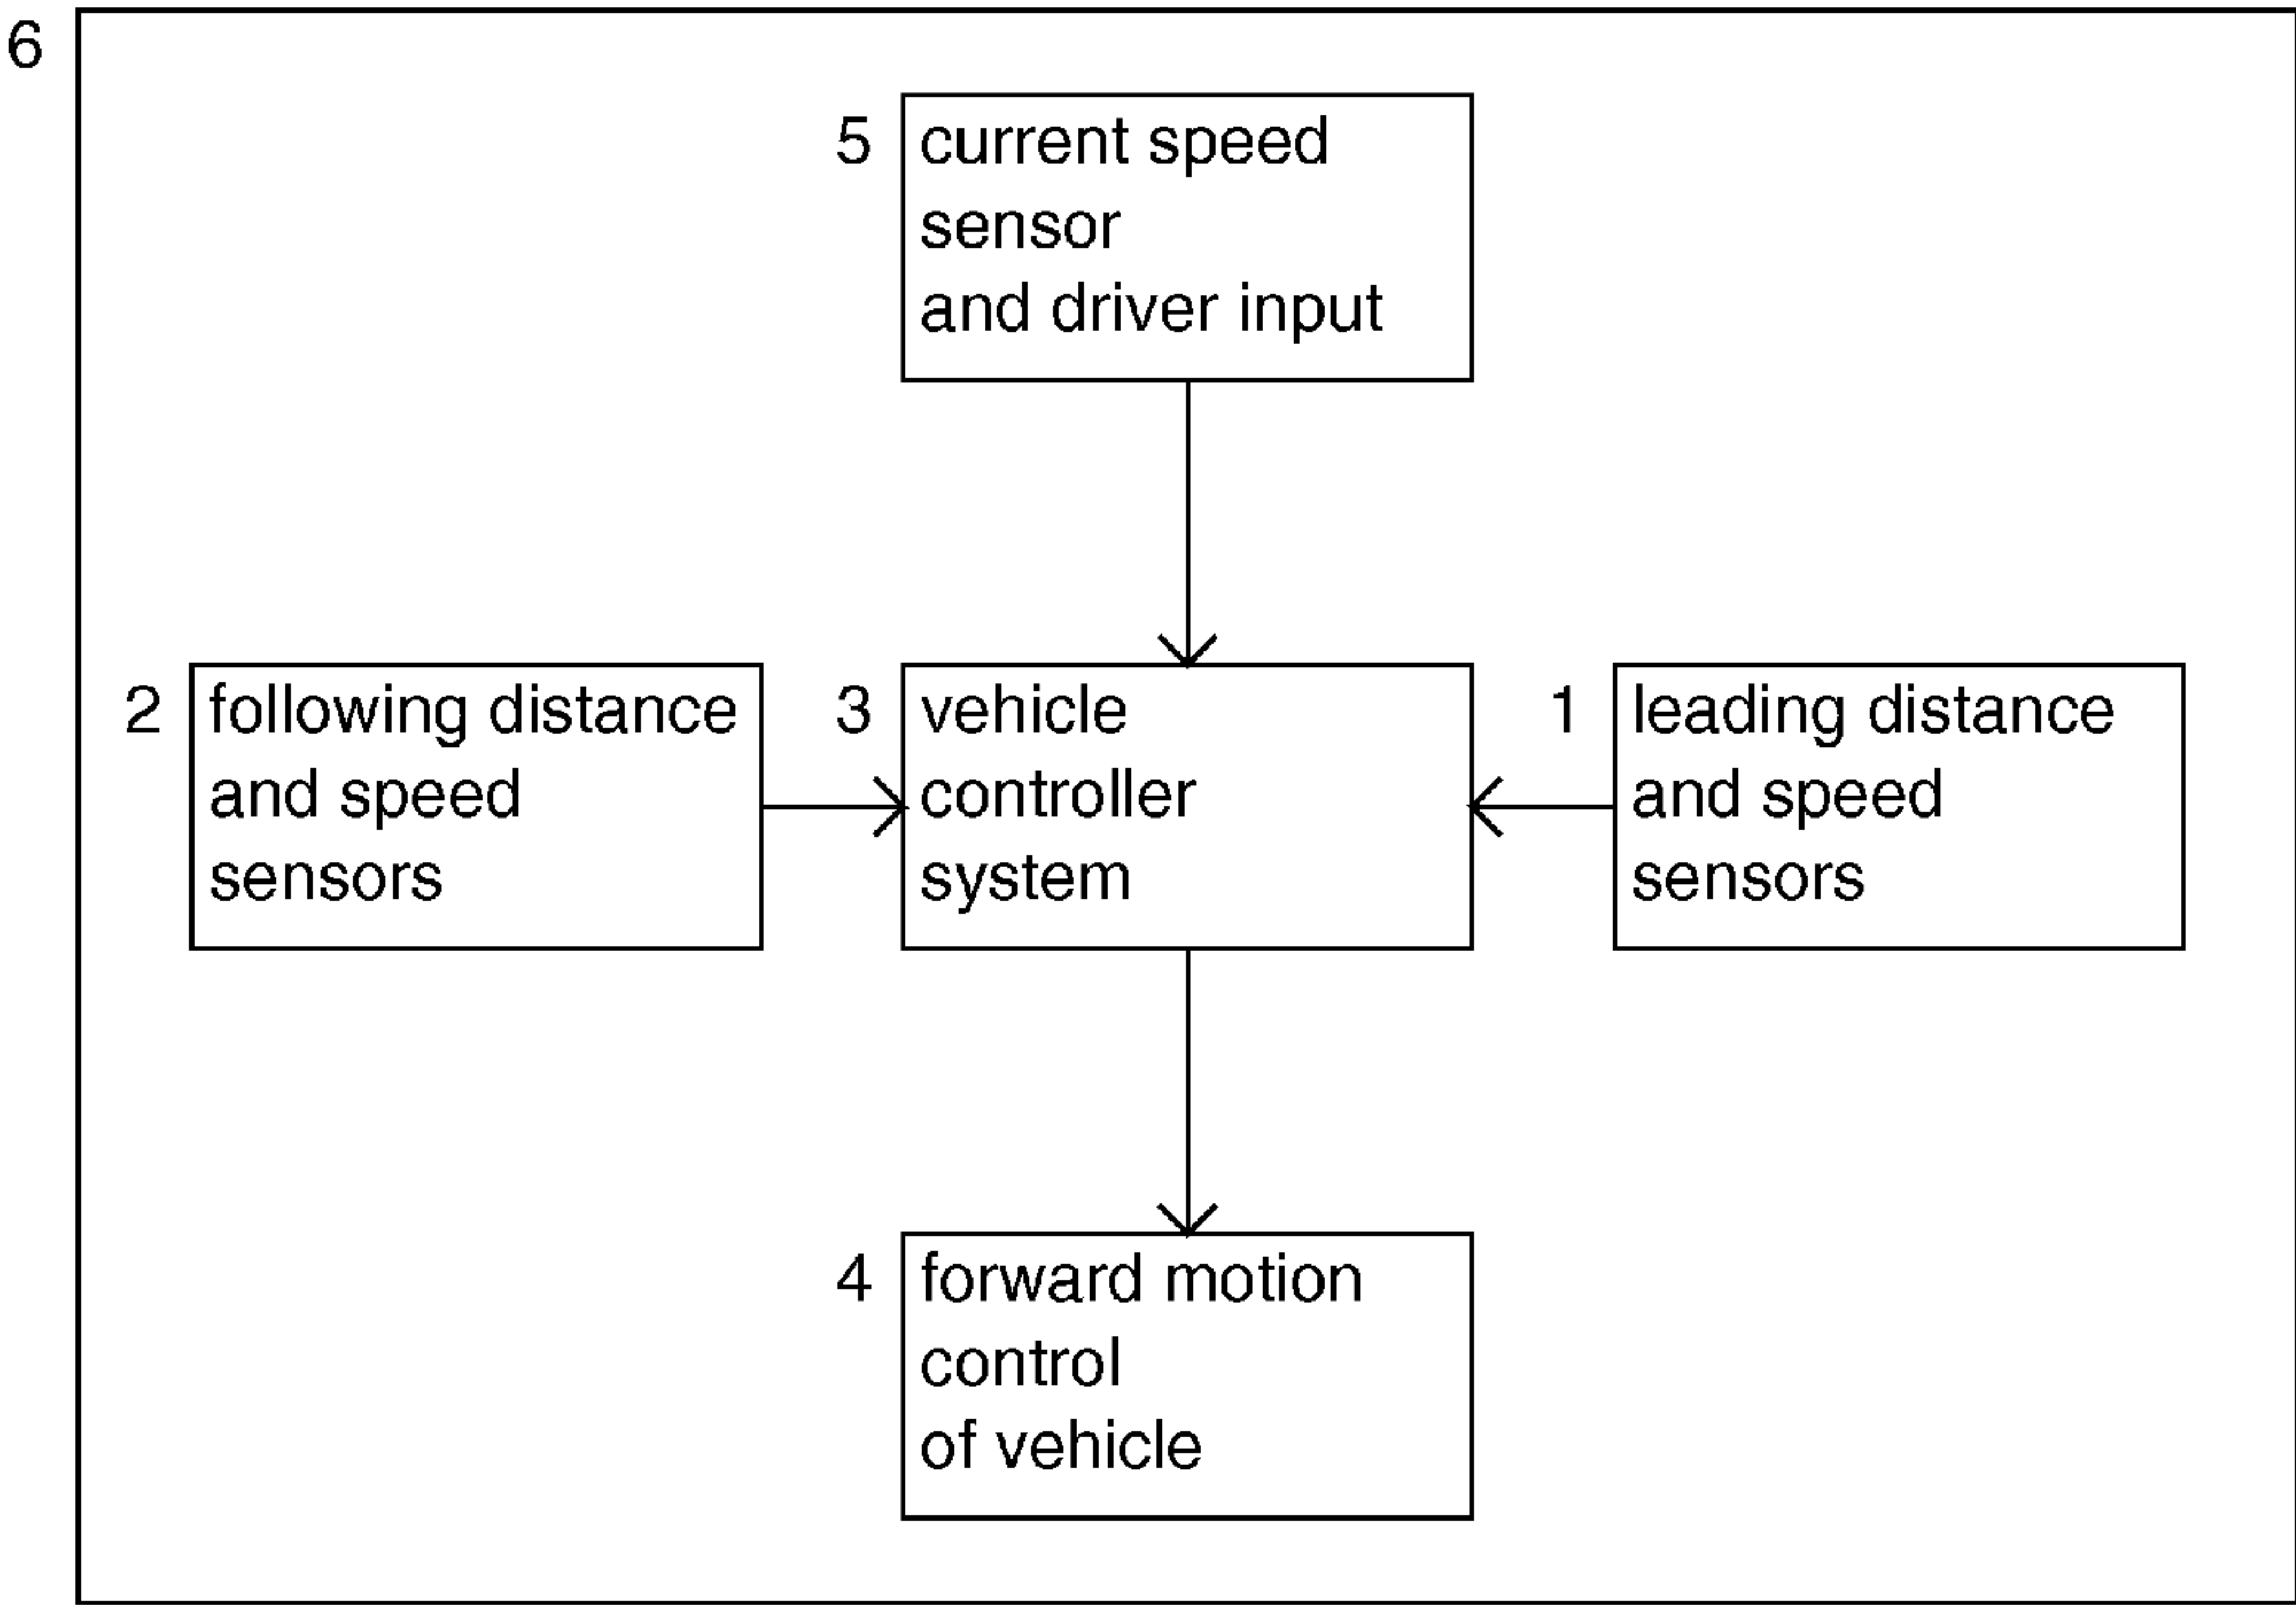 6
5
current speed
sensor
and driver input
2
following distance
and speed
sensors
3
vehicle
controller
system
1
leading distance
and speed
sensors
4
forward motion
control
of vehicle